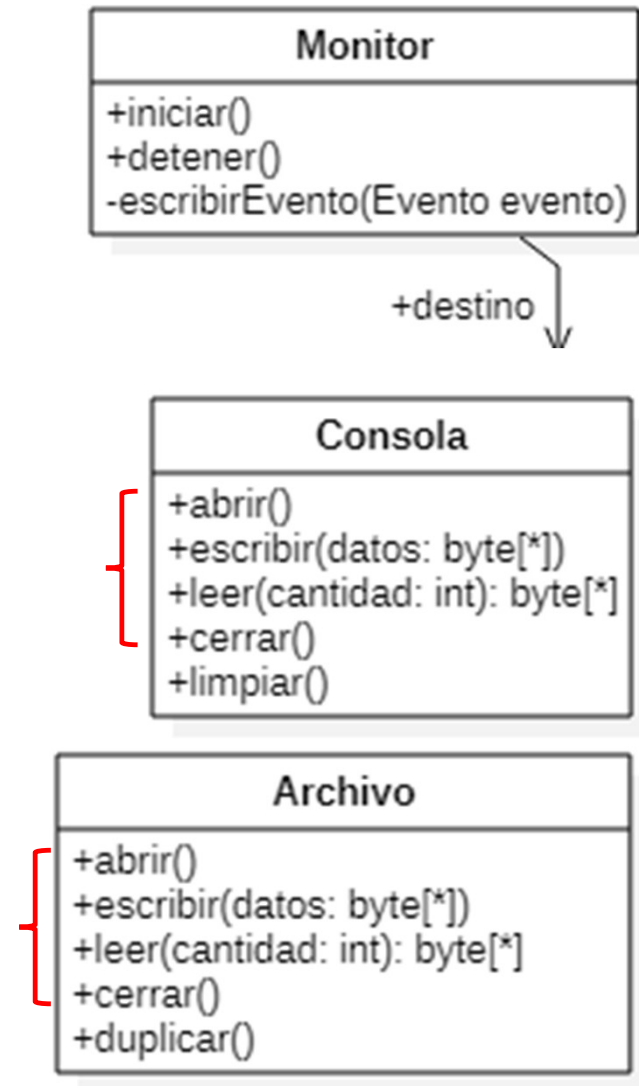 Monitor
+iniciar()
+detener()
-escribirEvento(Evento evento)
+destino
Consola
+abrir()
+escribir(datos: byte[*])
+leer(cantidad: int): byte[*]
+cerrar()
+limpiar()
Archivo
+abrir()
+escribir(datos: byte[*])
+leer(cantidad: int): byte[*]
+cerrar()
+duplicar()